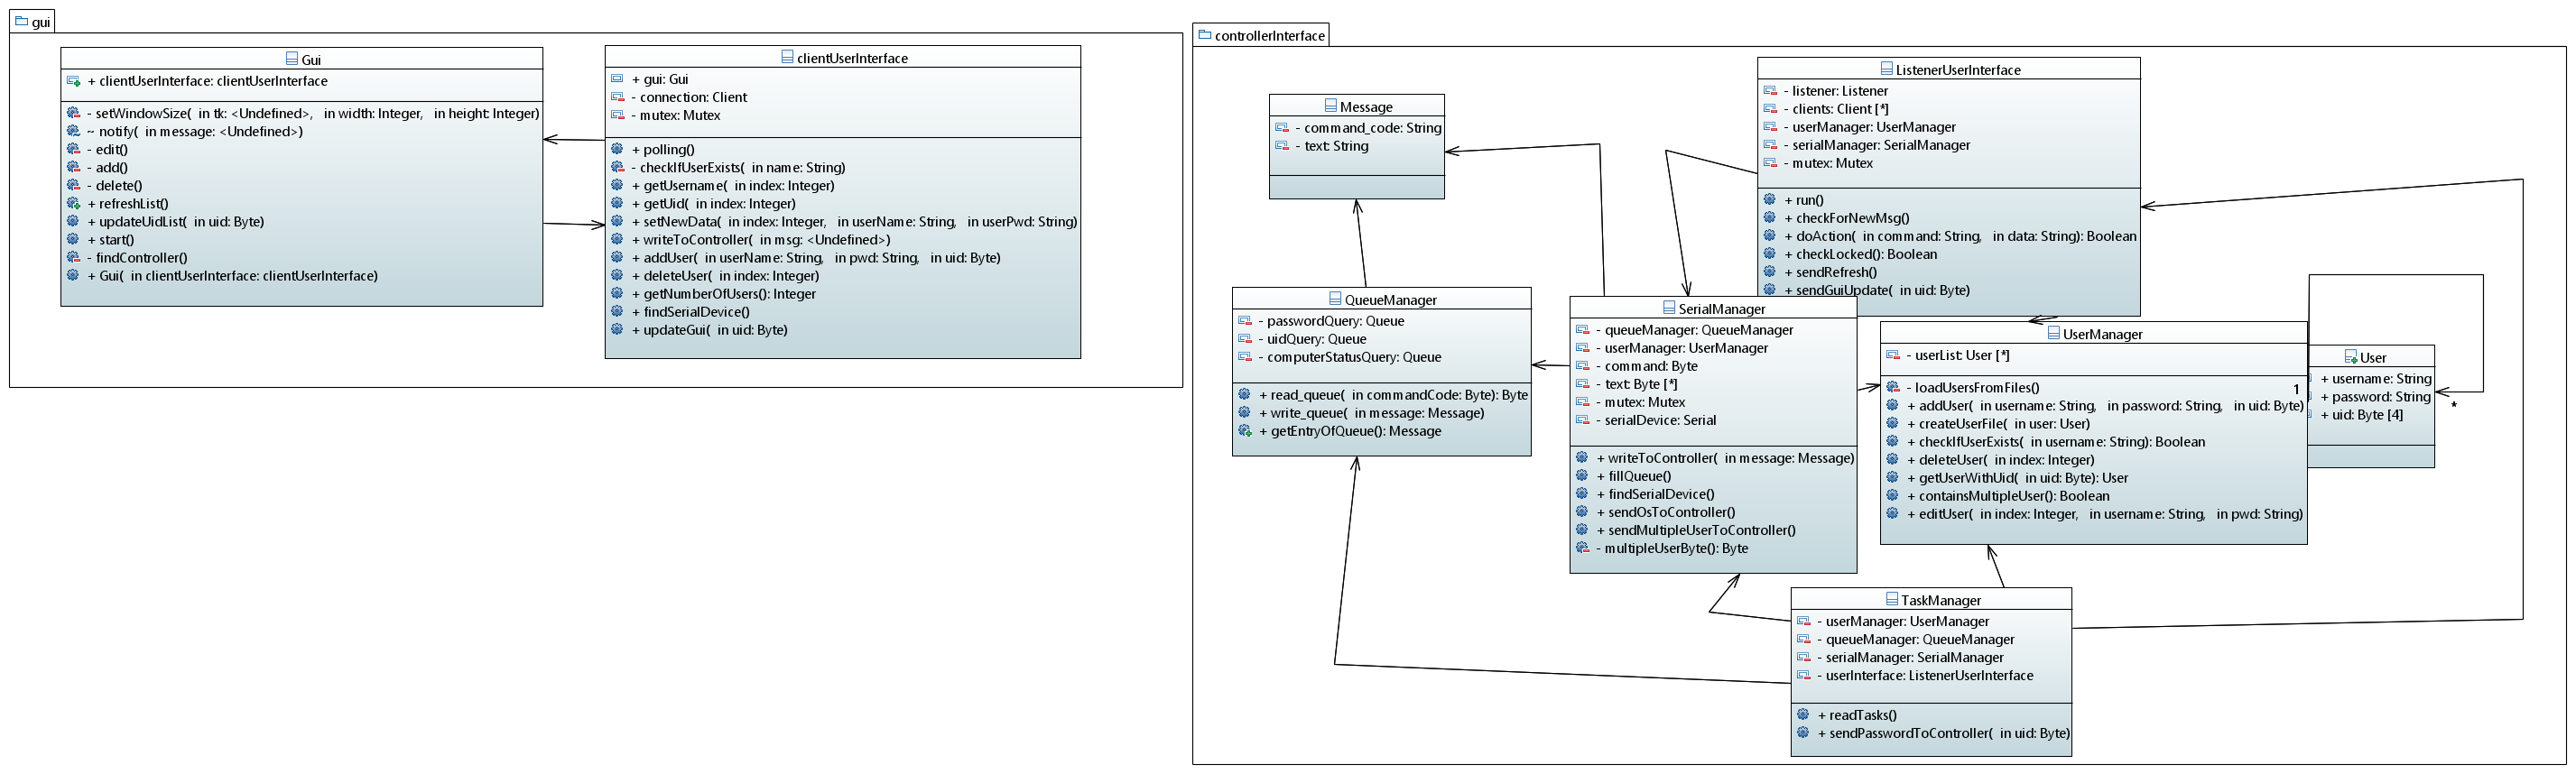 gui
Gui
+ clientUserInterface: clientUserInterface
- setWindowSize( in tk: <Undefined>, in width: Integer, in height: Integer)
~ notify( in message: <Undefined>)
- edit()
- add()
- delete()
+ refreshList()
+ updateUidList( in uid: Byte)
+ start()
- findController()
+ Gui( in clientUserInterface: clientUserInterface)
clientUserInterface
+ gui: Gui
- connection: Client
- mutex: Mutex
+ polling()
- checkIfUserExists( in name: String)
+ getUsername( in index: Integer)
+ getUid( in index: Integer)
+ setNewData( in index: Integer, in userName: String, in userPwd: String)
+ writeToController( in msg: <Undefined>)
+ addUser( in userName: String, in pwd: String, in uid: Byte)
+ deleteUser( in index: Integer)
+ getNumberOfUsers(): Integer
+ findSerialDevice()
+ updateGui( in uid: Byte)
controllerInterface
Message
- command_code: String
- text: String
ListenerUserInterface
- listener: Listener
- clients: Client [*]
- userManager: UserManager
- serialManager: SerialManager
- mutex: Mutex
+ run()
+ checkForNewMsg()
+ doAction( in command: String, in data: String): Boolean
+ checkLocked(): Boolean
+ sendRefresh()
+ sendGuiUpdate( in uid: Byte)
QueueManager
- passwordQuery: Queue
- uidQuery: Queue
- computerStatusQuery: Queue
+ read_queue( in commandCode: Byte): Byte
+ write_queue( in message: Message)
+ getEntryOfQueue(): Message
SerialManager
- queueManager: QueueManager
- userManager: UserManager
- command: Byte
- text: Byte [*]
- mutex: Mutex
- serialDevice: Serial
+ writeToController( in message: Message)
+ fillQueue()
+ findSerialDevice()
+ sendOsToController()
+ sendMultipleUserToController()
- multipleUserByte(): Byte
UserManager
- userList: User [*]
- loadUsersFromFiles()
+ addUser( in username: String, in password: String, in uid: Byte)
+ createUserFile( in user: User)
+ checkIfUserExists( in username: String): Boolean
+ deleteUser( in index: Integer)
+ getUserWithUid( in uid: Byte): User
+ containsMultipleUser(): Boolean
+ editUser( in index: Integer, in username: String, in pwd: String)
1
User
+ username: String
+ password: String
+ uid: Byte [4]
*
TaskManager
- userManager: UserManager
- queueManager: QueueManager
- serialManager: SerialManager
- userInterface: ListenerUserInterface
+ readTasks()
+ sendPasswordToController( in uid: Byte)